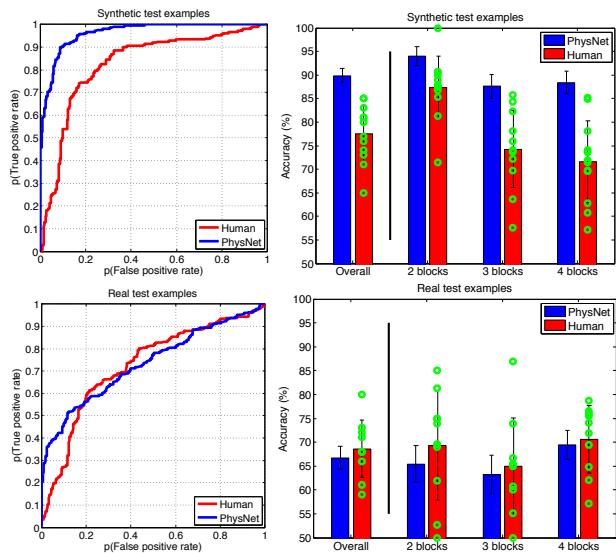 Synthetic test examples
p(True positive rate)
1
0.9
0.8
0.7
0.6
0.5
0.4
0.3
0.2
0.1
0
0 0.2 0.4 0.6 0.8 1
p(False positive rate)
Human
PhysNet
Synthetic test examples
Accuracy (%)
100
95
90
85
80
75
70
65
60
55
50
Overall 2 blocks 3 blocks 4 blocks
PhysNet
Human
Real test examples
p(True positive rate)
1
0.9
0.8
0.7
0.6
0.5
0.4
0.3
0.2
0.1
0
0 0.2 0.4 0.6 0.8 1
p(False positive rate)
Human
PhysNet
Real test examples
Accuracy (%)
100
95
90
85
80
75
70
65
60
55
50
Overall 2 blocks 3 blocks 4 blocks
PhysNet
Human